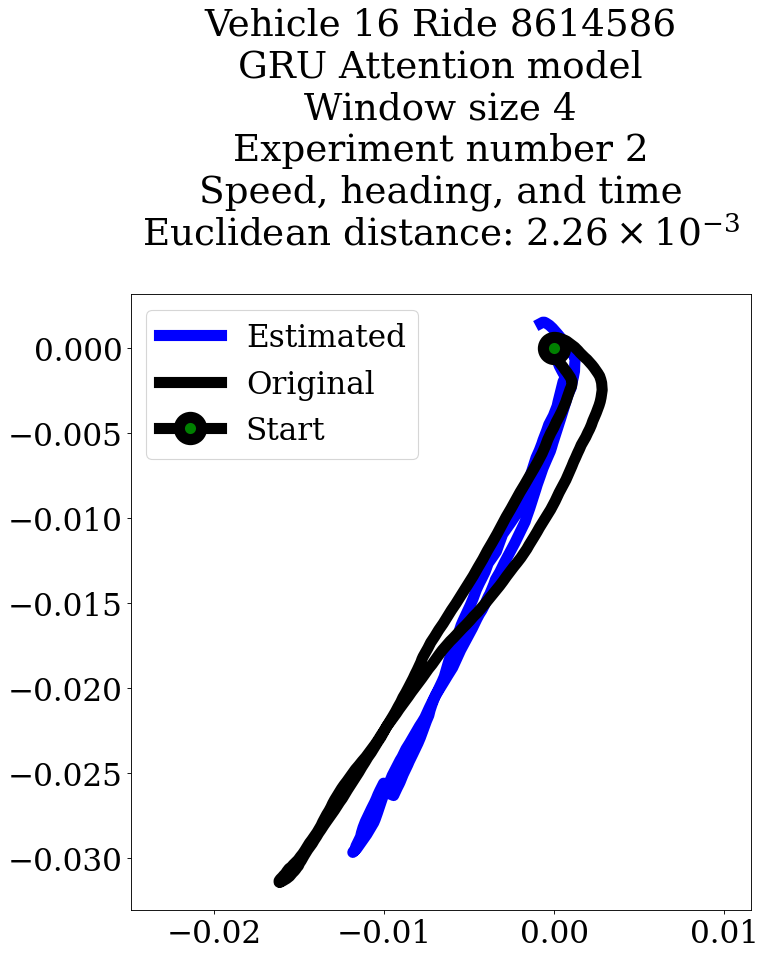 Vehicle 16 Ride 8614586
GRU Attention model
Window size 4
Experiment number 2
Speed, heading, and time
Euclidean distance: 2.26 × 10⁻³
Estimated
Original
Start
0.000
−0.005
−0.010
−0.015
−0.020
−0.025
−0.030
−0.02
−0.01
0.00
0.01